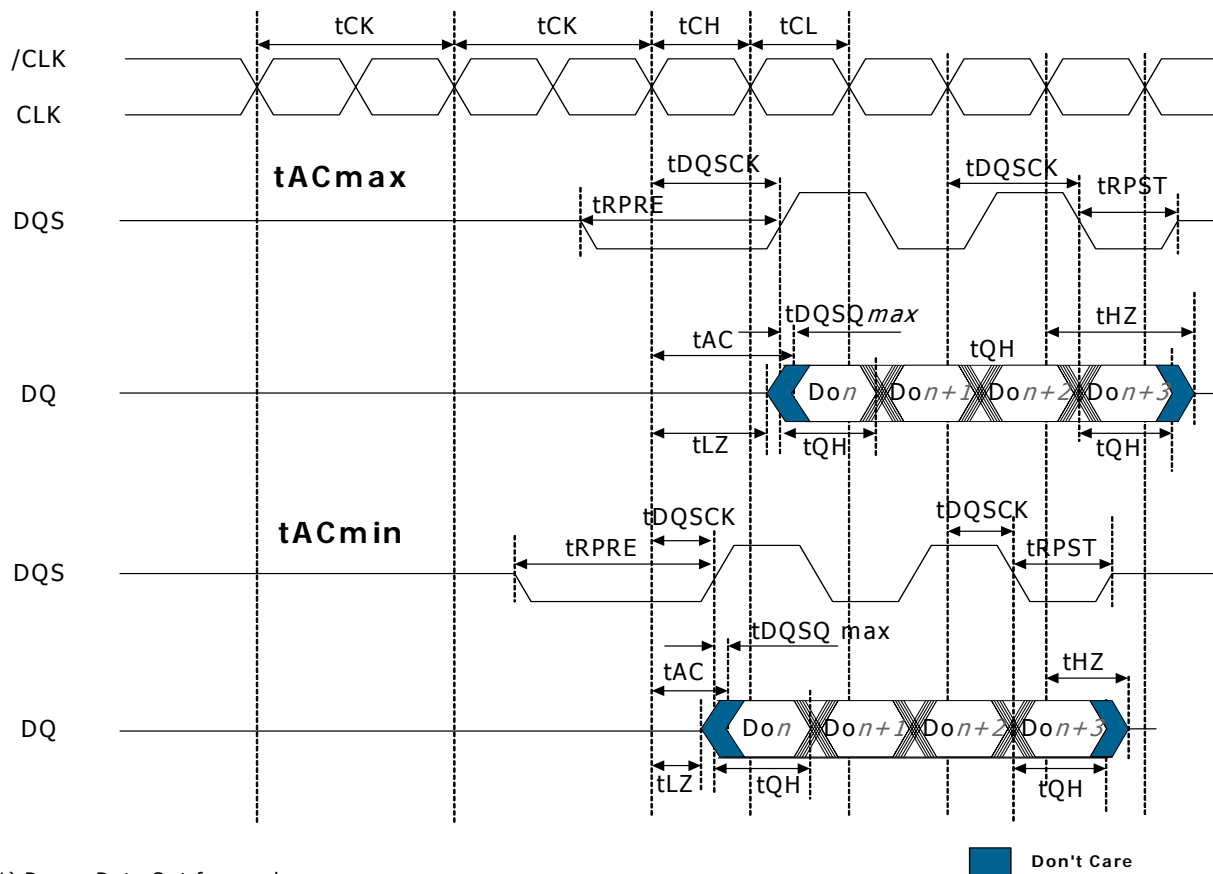 tCK tCK tCH tCL
/CLK
CLK
tACmax
tDQSCK tDQSCK
tRPRE tRPST
DQS
tDQSQmax
tHZ
tAC
tQH
DQ
Don Don+1 Don+2 Don+3
tLZ tQH tQH
tACmin
tDQSCK tDQSCK
tRPRE tRPST
DQS
tDQSQ max
tAC tHZ
DQ
Don Don+1 Don+2 Don+3
tLZ tQH tQH
Don't Care